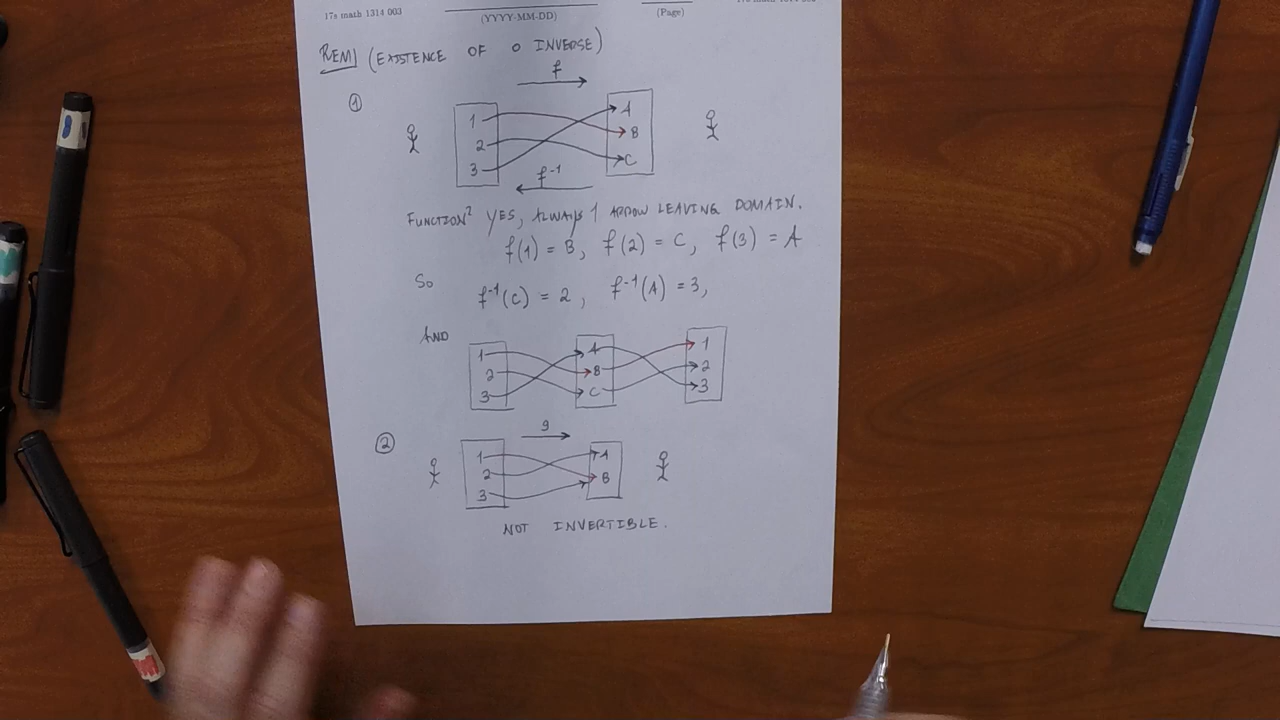 17s math 1314 003
(YYYY-MM-DD)
(Page)
REM (EXISTENCE OF INVERSE)
f
①
1
2
3
A
B
C
f⁻¹
FUNCTION? YES, ALWAYS 1 ARROW LEAVING DOMAIN.
f(1) = B, f(2) = C, f(3) = A
SO
f⁻¹(C) = 2, f⁻¹(A) = 3,
AND
1
2
3
A
B
C
1
2
3
②
g
1
2
3
A
B
NOT INVERTIBLE.